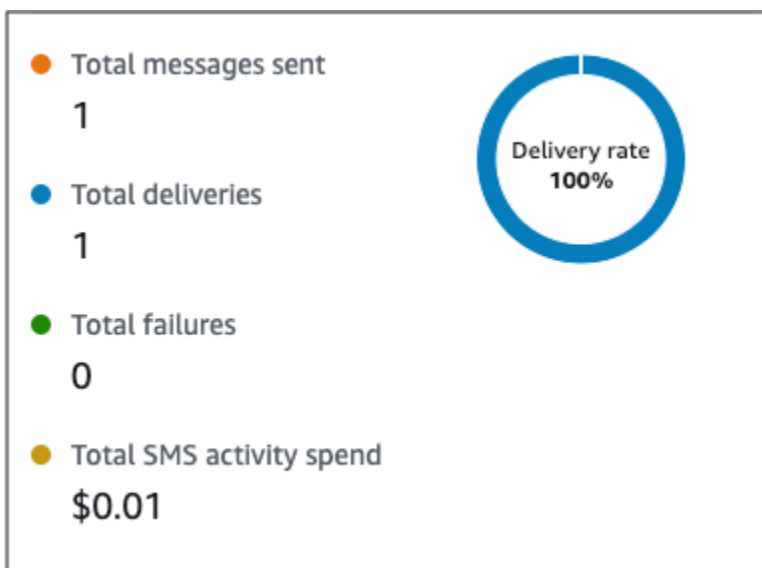 Total messages sent
1
Delivery rate
100%
Total deliveries
1
Total failures
0
Total SMS activity spend
$0.01